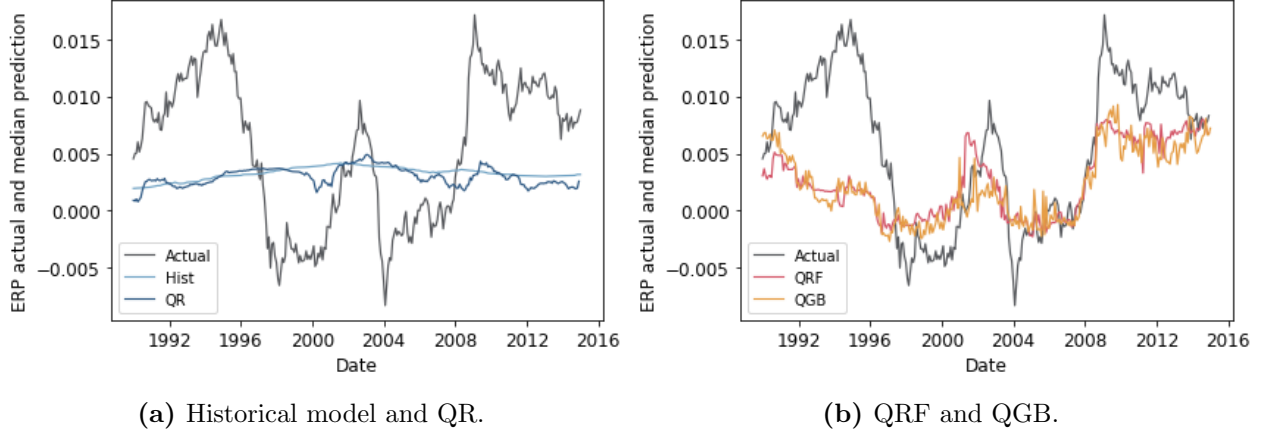 ERP actual and median prediction
0.015
0.010
0.005
0.000
−0.005
Actual
Hist
QR
1992 1996 2000 2004 2008 2012 2016
Date
(a) Historical model and QR.
ERP actual and median prediction
0.015
0.010
0.005
0.000
−0.005
Actual
QRF
QGB
1992 1996 2000 2004 2008 2012 2016
Date
(b) QRF and QGB.